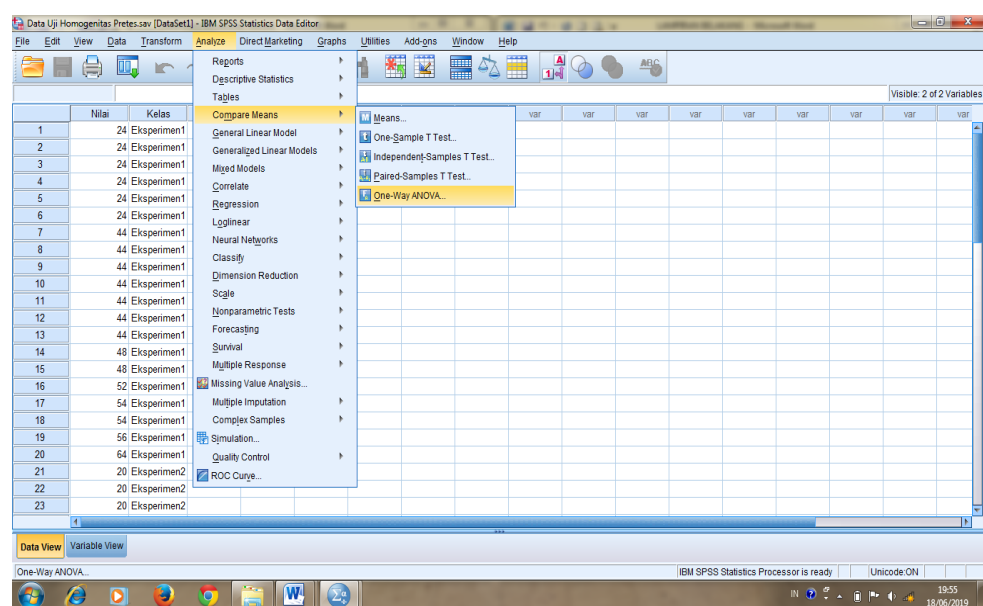 Data Uji Homogenitas Pretes.sav [DataSet1] - IBM SPSS Statistics Data Editor
File Edit View Data Transform Analyze Direct Marketing Graphs Utilities Add-ons Window Help
Visible: 2 of 2 Variables
Nilai Kelas var var var var var var var var var
1 24 Eksperimen1
2 24 Eksperimen1
3 24 Eksperimen1
4 24 Eksperimen1
5 24 Eksperimen1
6 24 Eksperimen1
7 44 Eksperimen1
8 44 Eksperimen1
9 44 Eksperimen1
10 44 Eksperimen1
11 44 Eksperimen1
12 44 Eksperimen1
13 44 Eksperimen1
14 48 Eksperimen1
15 48 Eksperimen1
16 52 Eksperimen1
17 54 Eksperimen1
18 54 Eksperimen1
19 56 Eksperimen1
20 64 Eksperimen1
21 20 Eksperimen2
22 20 Eksperimen2
23 20 Eksperimen2
Reports
Descriptive Statistics
Tables
Compare Means
General Linear Model
Generalized Linear Models
Mixed Models
Correlate
Regression
Loglinear
Neural Networks
Classify
Dimension Reduction
Scale
Nonparametric Tests
Forecasting
Survival
Multiple Response
Missing Value Analysis...
Multiple Imputation
Complex Samples
Simulation...
Quality Control
ROC Curve...
Means...
One-Sample T Test...
Independent-Samples T Test...
Paired-Samples T Test...
One-Way ANOVA...
Data View Variable View
One-Way ANOVA...
IBM SPSS Statistics Processor is ready
Unicode:ON
IN
19:55
18/06/2019